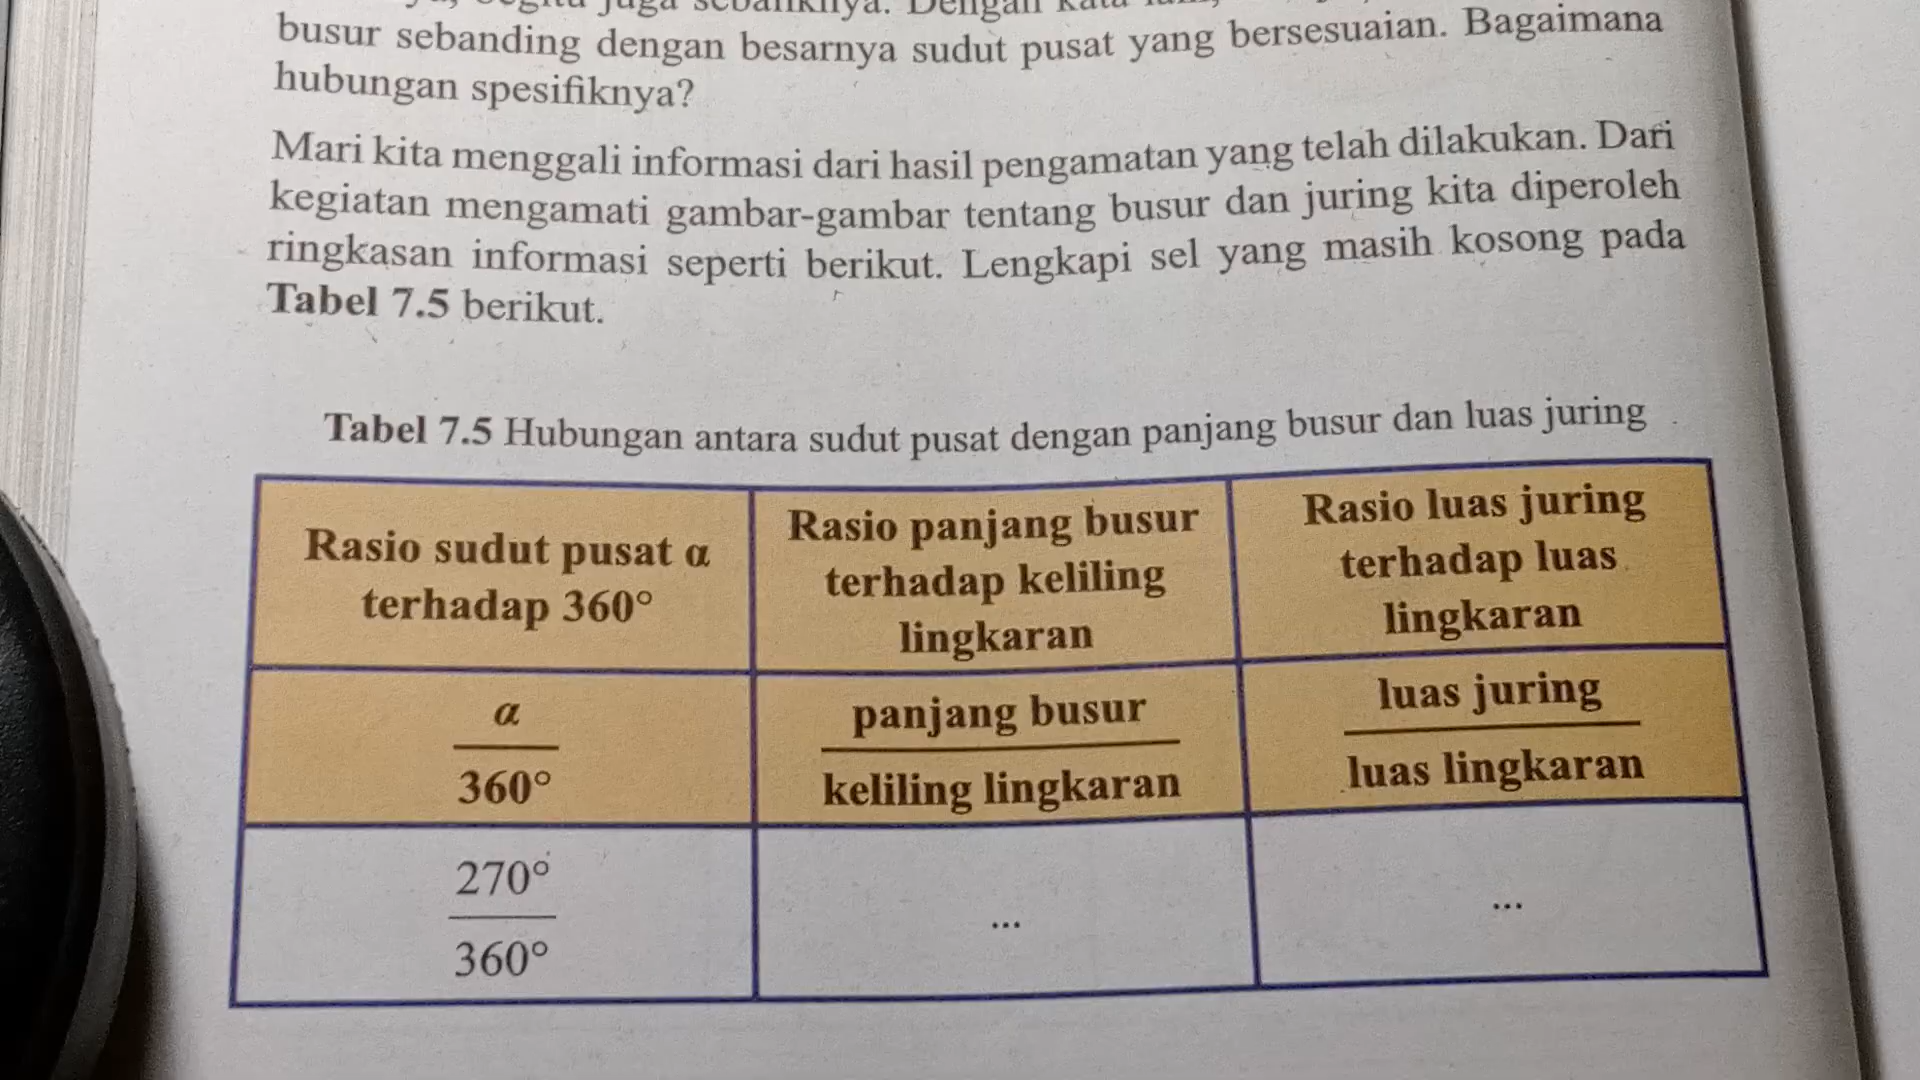 juga sebaliknya. Dengan kata
busur sebanding dengan besarnya sudut pusat yang bersesuaian. Bagaimana
hubungan spesifiknya?
Mari kita menggali informasi dari hasil pengamatan yang telah dilakukan. Dari
kegiatan mengamati gambar-gambar tentang busur dan juring kita diperoleh
ringkasan informasi seperti berikut. Lengkapi sel yang masih kosong pada
Tabel 7.5 berikut.
Tabel 7.5 Hubungan antara sudut pusat dengan panjang busur dan luas juring
Rasio sudut pusat α
terhadap 360°
Rasio panjang busur
terhadap keliling
lingkaran
Rasio luas juring
terhadap luas
lingkaran
α
360°
panjang busur
keliling lingkaran
luas juring
luas lingkaran
270°
360°
...
...